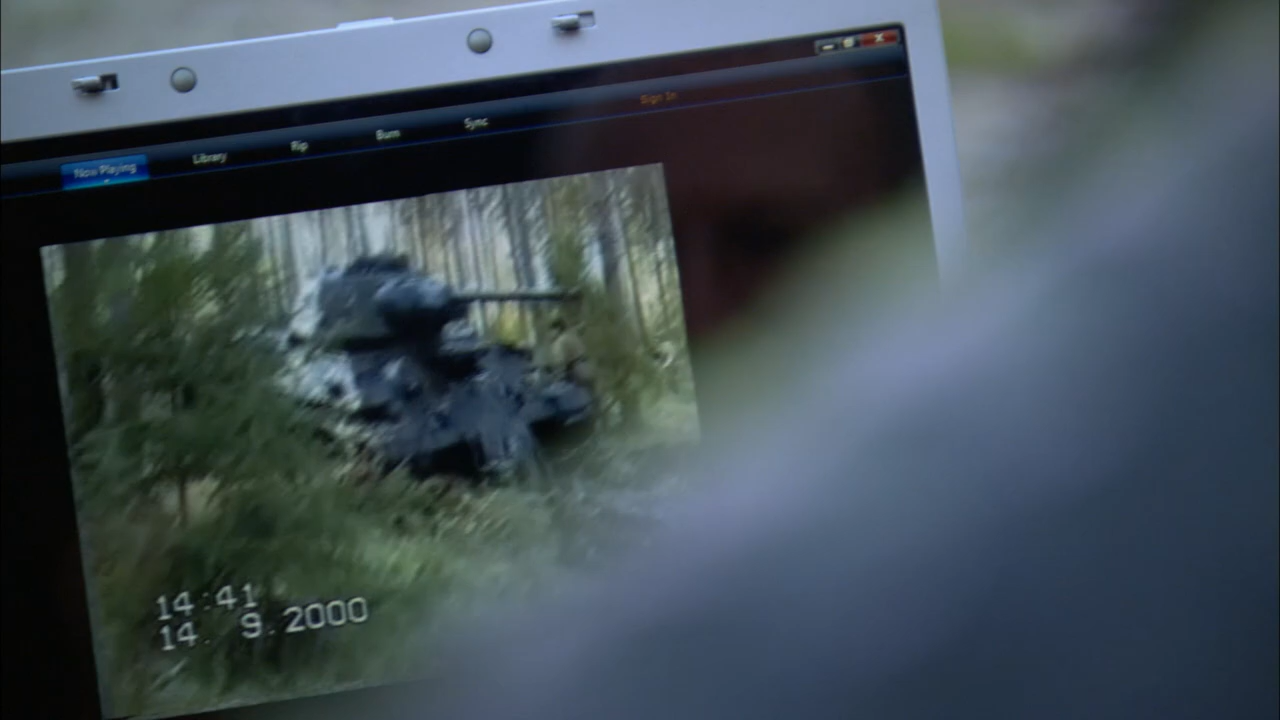 Now Playing
Library
Rip
Burn
Sync
Sign In
14:41
14. 9.2000